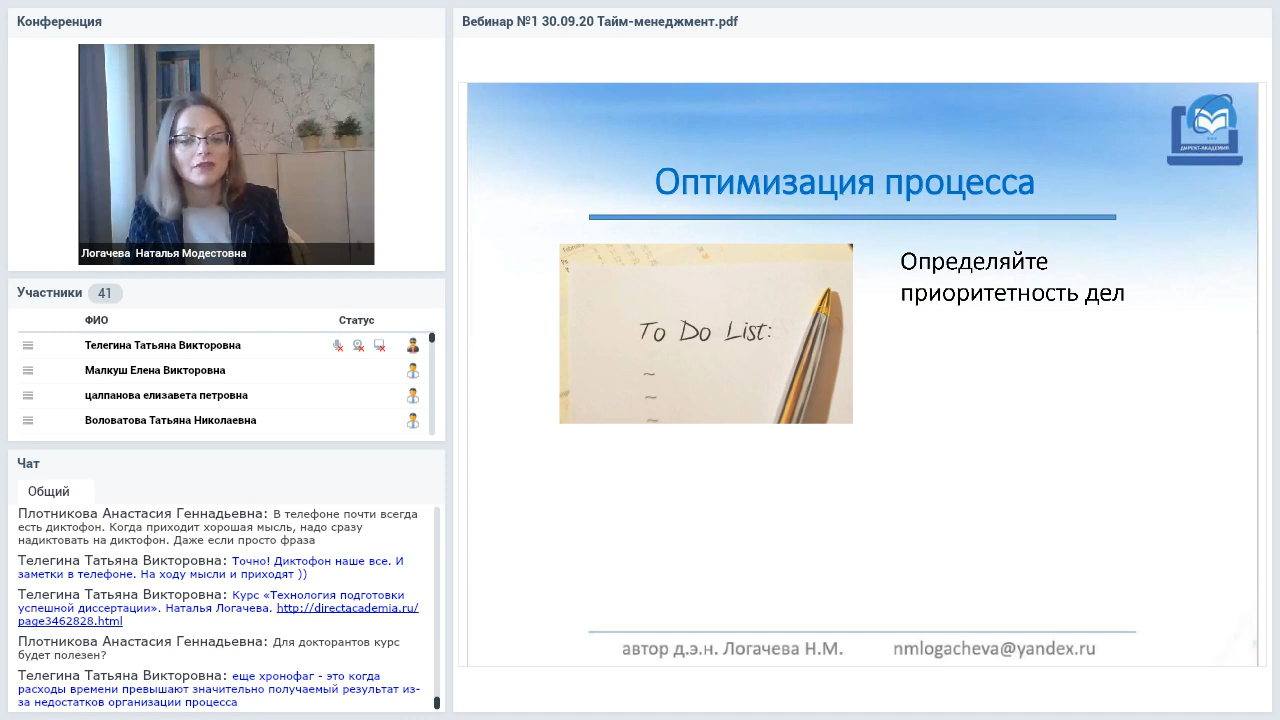 Конференция
Логачева Наталья Модестовна
Участники 41
ФИО Статус
Телегина Татьяна Викторовна
Малкуш Елена Викторовна
цалпанова елизавета петровна
Воловатова Татьяна Николаевна
Чат
Общий
Плотникова Анастасия Геннадьевна: В телефоне почти всегда
есть диктофон. Когда приходит хорошая мысль, надо сразу
надиктовать на диктофон. Даже если просто фраза
Телегина Татьяна Викторовна: Точно! Диктофон наше все. И
заметки в телефоне. На ходу мысли и приходят ))
Телегина Татьяна Викторовна: Курс «Технология подготовки
успешной диссертации». Наталья Логачева. http://directacademia.ru/
page3462828.html
Плотникова Анастасия Геннадьевна: Для докторантов курс
будет полезен?
Телегина Татьяна Викторовна: еще хронофаг - это когда
расходы времени превышают значительно получаемый результат из-
за недостатков организации процесса
Вебинар №1 30.09.20 Тайм-менеджмент.pdf
ДИРЕКТ-АКАДЕМИЯ
Оптимизация процесса
February
To Do List:
Определяйте
приоритетность дел
автор д.э.н. Логачева Н.М. nmlogacheva@yandex.ru